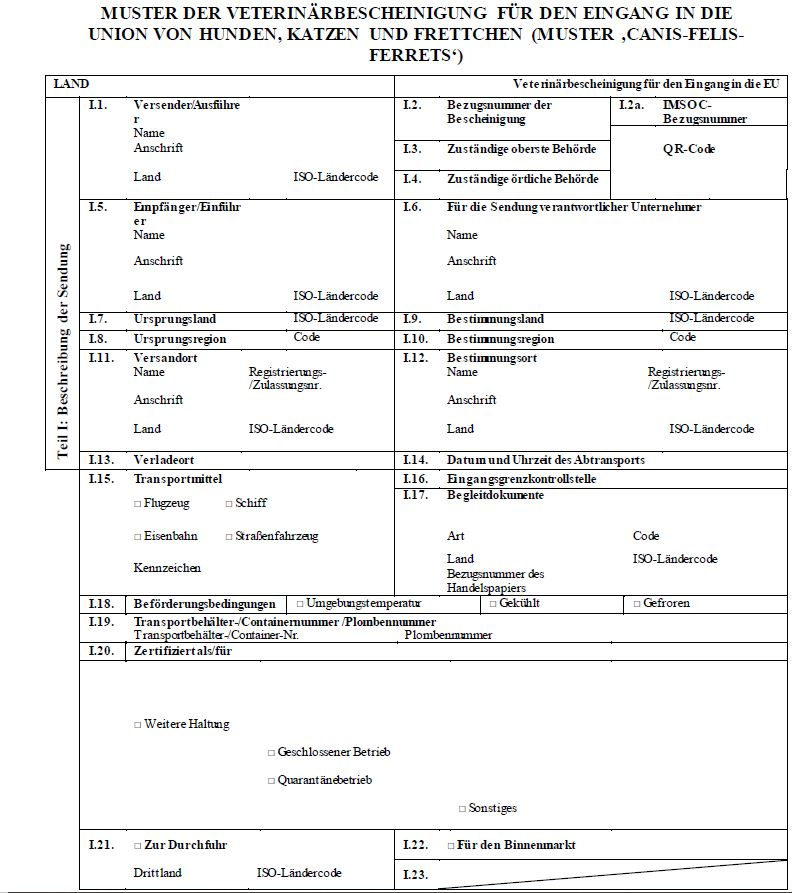 MUSTER DER VETERINÄRBESCHEINIGUNG FÜR DEN EINGANG IN DIE
UNION VON HUNDEN, KATZEN UND FRETTCHEN (MUSTER ‚CANIS-FELIS-
FERRETS‘)
LAND Veterinärbescheinigung für den Eingang in die EU
Teil I: Beschreibung der Sendung
I.1. Versender/Ausführe
r
Name
Anschrift
Land ISO-Ländercode
I.2. Bezugsnummer der
Bescheinigung
I.2a. IMSOC-
Bezugsnummer
I.3. Zuständige oberste Behörde
QR-Code
I.4. Zuständige örtliche Behörde
I.5. Empfänger/Einführ
er
Name
Anschrift
Land ISO-Ländercode
I.6. Für die Sendung verantwortlicher Unternehmer
Name
Anschrift
Land ISO-Ländercode
I.7. Ursprungsland ISO-Ländercode
I.9. Bestimmungsland ISO-Ländercode
I.8. Ursprungsregion Code
I.10. Bestimmungsregion Code
I.11. Versandort
Name Registrierungs-
/Zulassungsnr.
Anschrift
Land ISO-Ländercode
I.12. Bestimmungsort
Name Registrierungs-
/Zulassungsnr.
Anschrift
Land ISO-Ländercode
I.13. Verladeort
I.14. Datum und Uhrzeit des Abtransports
I.15. Transportmittel
□ Flugzeug □ Schiff
□ Eisenbahn □ Straßenfahrzeug
Kennzeichen
I.16. Eingangsgrenzkontrollstelle
I.17. Begleitdokumente
Art Code
Land ISO-Ländercode
Bezugsnummer des
Handelspapiers
I.18. Beförderungsbedingungen □ Umgebungstemperatur □ Gekühlt □ Gefroren
I.19. Transportbehälter-/Containernummer /Plombennummer
Transportbehälter-/Container-Nr. Plombennummer
I.20. Zertifiziert als/für
□ Weitere Haltung
□ Geschlossener Betrieb
□ Quarantänebetrieb
□ Sonstiges
I.21. □ Zur Durchfuhr
Drittland ISO-Ländercode
I.22. □ Für den Binnenmarkt
I.23.